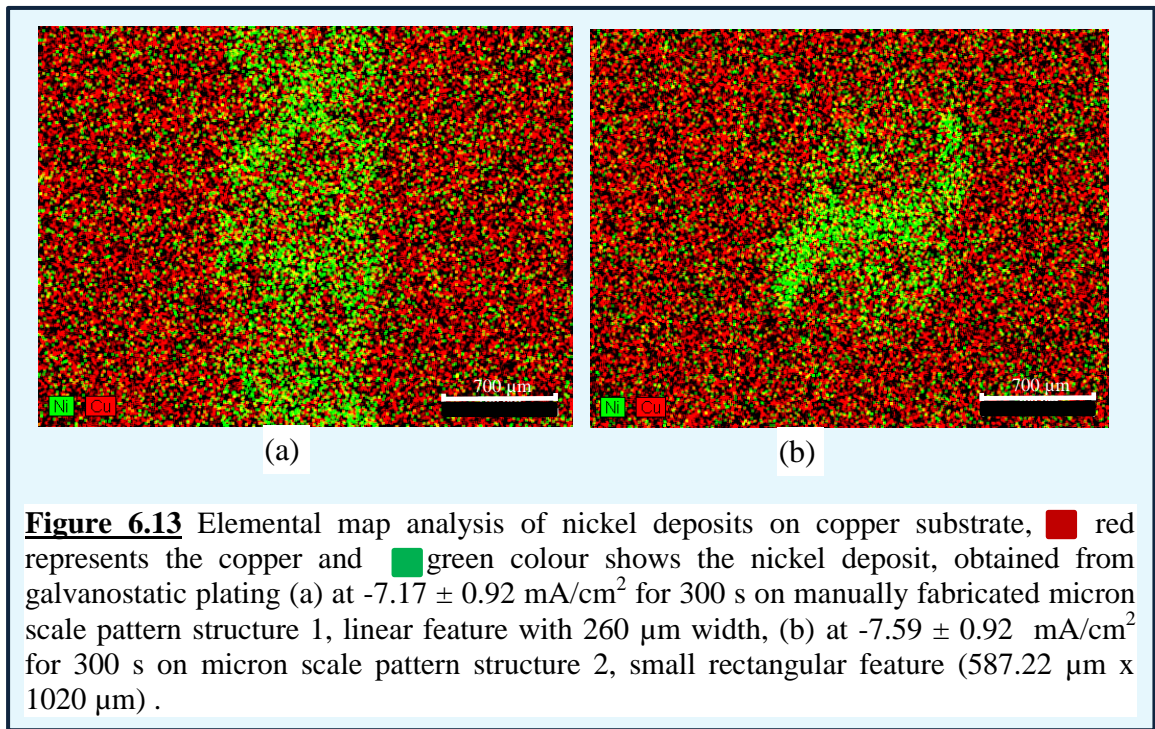 700 µm
700 µm
Ni Cu
Ni Cu
(a)
(b)
Figure 6.13 Elemental map analysis of nickel deposits on copper substrate, red
represents the copper and green colour shows the nickel deposit, obtained from
galvanostatic plating (a) at -7.17 ± 0.92 mA/cm² for 300 s on manually fabricated micron
scale pattern structure 1, linear feature with 260 µm width, (b) at -7.59 ± 0.92 mA/cm²
for 300 s on micron scale pattern structure 2, small rectangular feature (587.22 µm x
1020 µm) .